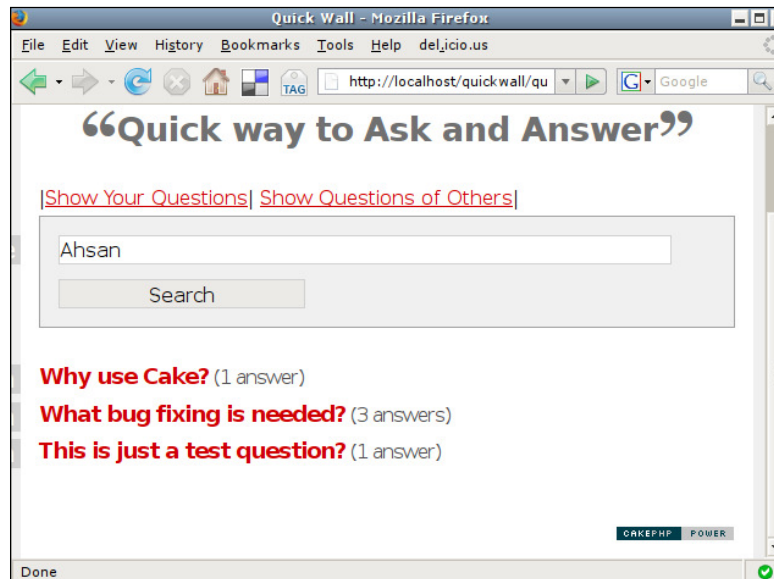 Quick Wall - Mozilla Firefox
File Edit View History Bookmarks Tools Help del.icio.us
TAG http://localhost/quickwall/qu G Google
“Quick way to Ask and Answer”
|Show Your Questions| Show Questions of Others|
Ahsan
Search
Why use Cake? (1 answer)
What bug fixing is needed? (3 answers)
This is just a test question? (1 answer)
CAKEPHP POWER
Done